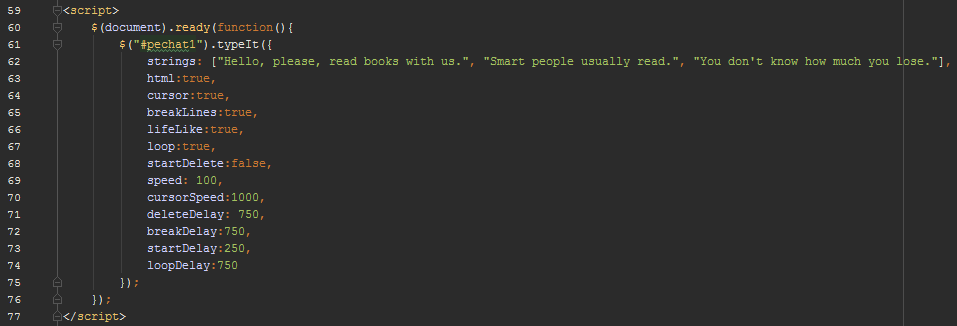 59 <script>
60 $(document).ready(function(){
61 $("#pechat1").typeIt({
62 strings: ["Hello, please, read books with us.", "Smart people usually read.", "You don't know how much you lose."],
63 html:true,
64 cursor:true,
65 breakLines:true,
66 lifeLike:true,
67 loop:true,
68 startDelete:false,
69 speed: 100,
70 cursorSpeed:1000,
71 deleteDelay: 750,
72 breakDelay:750,
73 startDelay:250,
74 loopDelay:750
75 });
76 });
77 </script>